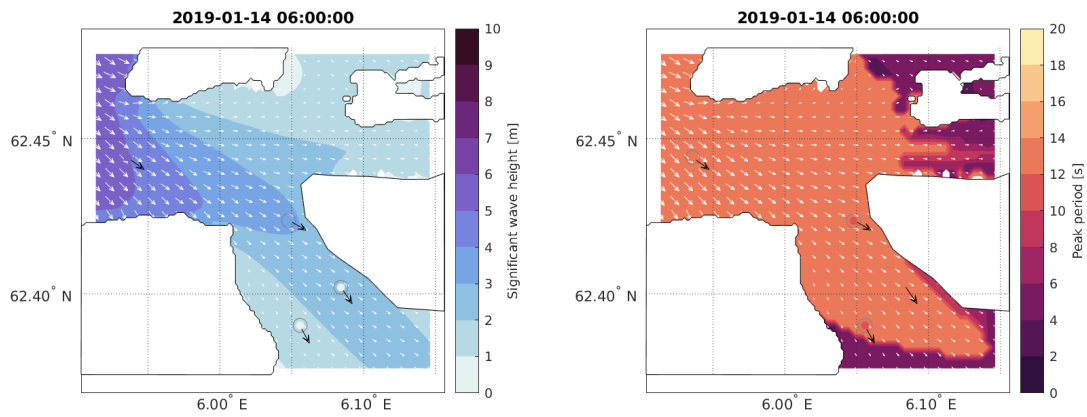 2019-01-14 06:00:00
62.45° N
62.40° N
6.00° E
6.10° E
10
9
8
7
6
5
4
3
2
1
0
Significant wave height [m]
2019-01-14 06:00:00
62.45° N
62.40° N
6.00° E
6.10° E
20
18
16
14
12
10
8
6
4
2
0
Peak period [s]